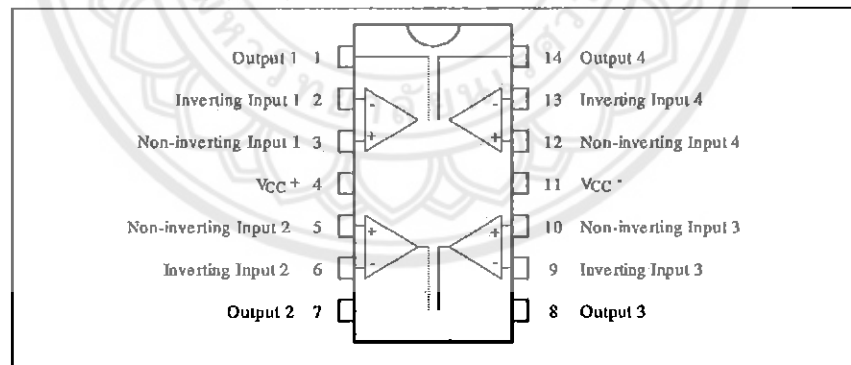 Output 1 1 14 Output 4
Inverting Input 1 2 - - 13 Inverting Input 4
Non-inverting Input 1 3 + + 12 Non-inverting Input 4
VCC + 4 11 VCC -
Non-inverting Input 2 5 + + 10 Non-inverting Input 3
Inverting Input 2 6 - - 9 Inverting Input 3
Output 2 7 8 Output 3